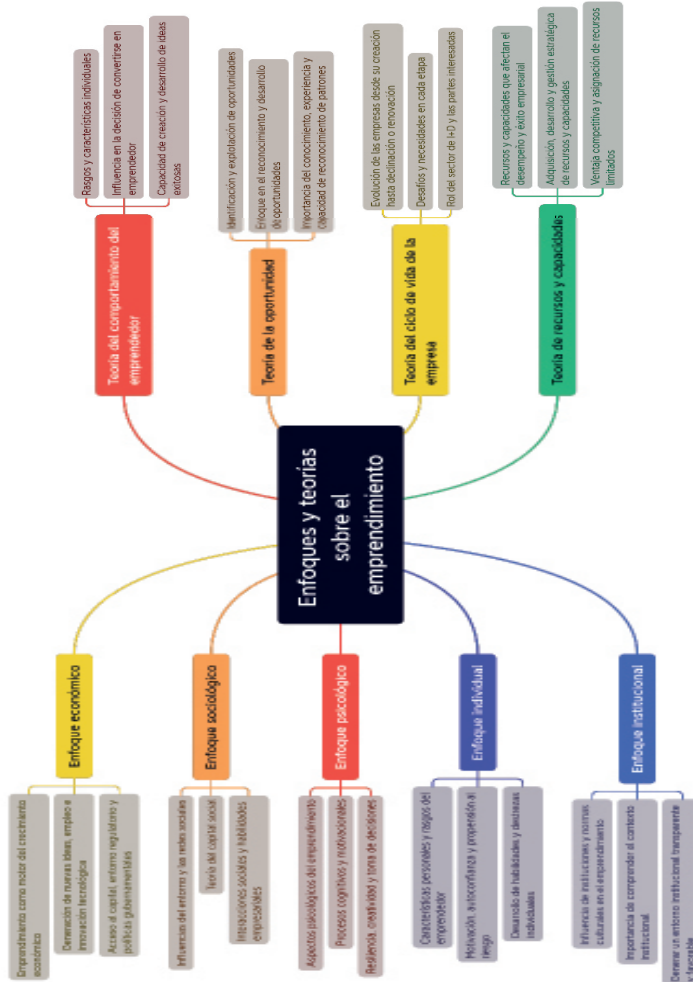 Enfoques y teorías
sobre el
emprendimiento
Teoría del comportamiento del
emprendedor
Rasgos y características individuales
Influencia en la decisión de convertirse en
emprendedor
Capacidad de creación y desarrollo de ideas
exitosas
Teoría de la oportunidad
Identificación y explotación de oportunidades
Enfoque en el reconocimiento y desarrollo
de oportunidades
Importancia del conocimiento, experiencia y
capacidad de reconocimiento de patrones
Teoría del ciclo de vida de la
empresa
Evolución de las empresas desde su creación
hasta declinación o renovación
Desafíos y necesidades en cada etapa
Rol del sector de I+D y las partes interesadas
Teoría de recursos y capacidades
Recursos y capacidades que afectan el
desempeño y éxito empresarial
Adquisición, desarrollo y gestión estratégica
de recursos y capacidades
Ventaja competitiva y asignación de recursos
limitados
Enfoque económico
Emprendimiento como motor del crecimiento
económico
Generación de nuevas ideas, empleo e
innovación tecnológica
Acceso al capital, entorno regulatorio y
políticas gubernamentales
Enfoque sociológico
Influencias del entorno y las redes sociales
Teoría del capital social
Interacciones sociales y habilidades
empresariales
Enfoque psicológico
Aspectos psicológicos del emprendimiento
Procesos cognitivos y motivacionales
Resiliencia, creatividad y toma de decisiones
Enfoque individual
Características personales y rasgos del
emprendedor
Motivación, autoconfianza y propensión al
riesgo
Desarrollo de habilidades y destrezas
individuales
Enfoque institucional
Influencia de instituciones y normas
culturales en el emprendimiento
Importancia de comprender el contexto
institucional
un entorno institucional transparente
y favorable